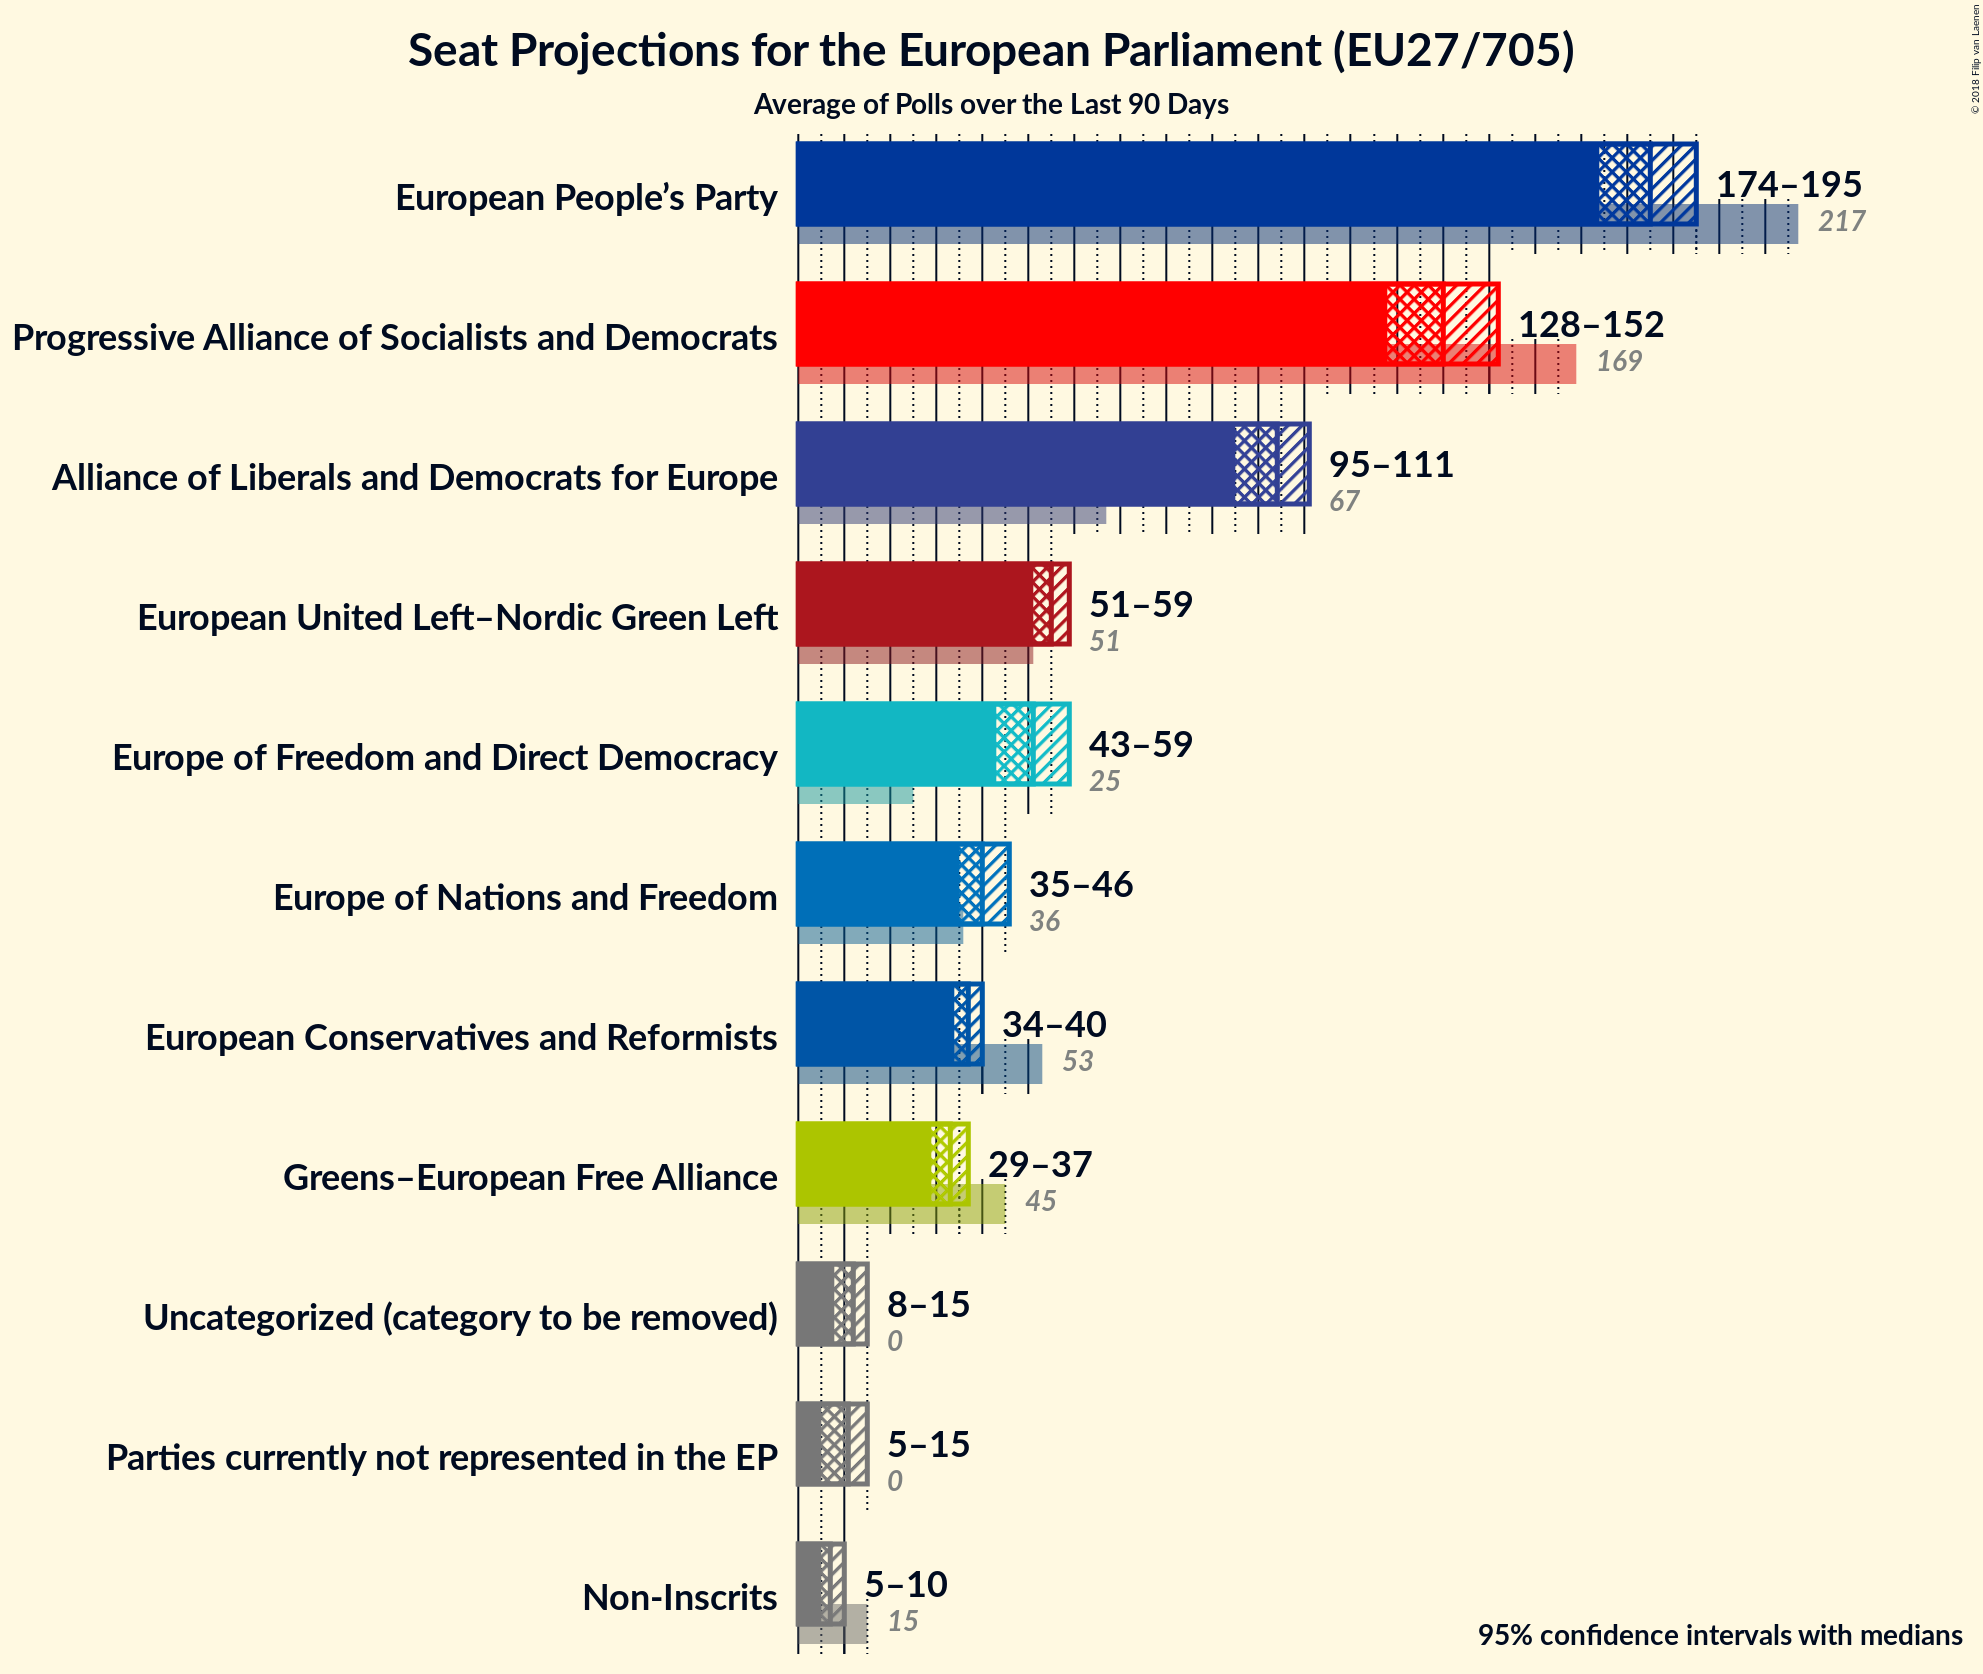 Seat Projections for the European Parliament (EU27/705)
Average of Polls over the Last 90 Days
© 2018 Filip van Laenen
European People’s Party
174–195
217
Progressive Alliance of Socialists and Democrats
128–152
169
Alliance of Liberals and Democrats for Europe
95–111
67
European United Left–Nordic Green Left
51–59
51
Europe of Freedom and Direct Democracy
43–59
25
Europe of Nations and Freedom
35–46
36
European Conservatives and Reformists
34–40
53
Greens–European Free Alliance
29–37
45
Uncategorized (category to be removed)
8–15
0
Parties currently not represented in the EP
5–15
0
Non-Inscrits
5–10
15
95% confidence intervals with medians